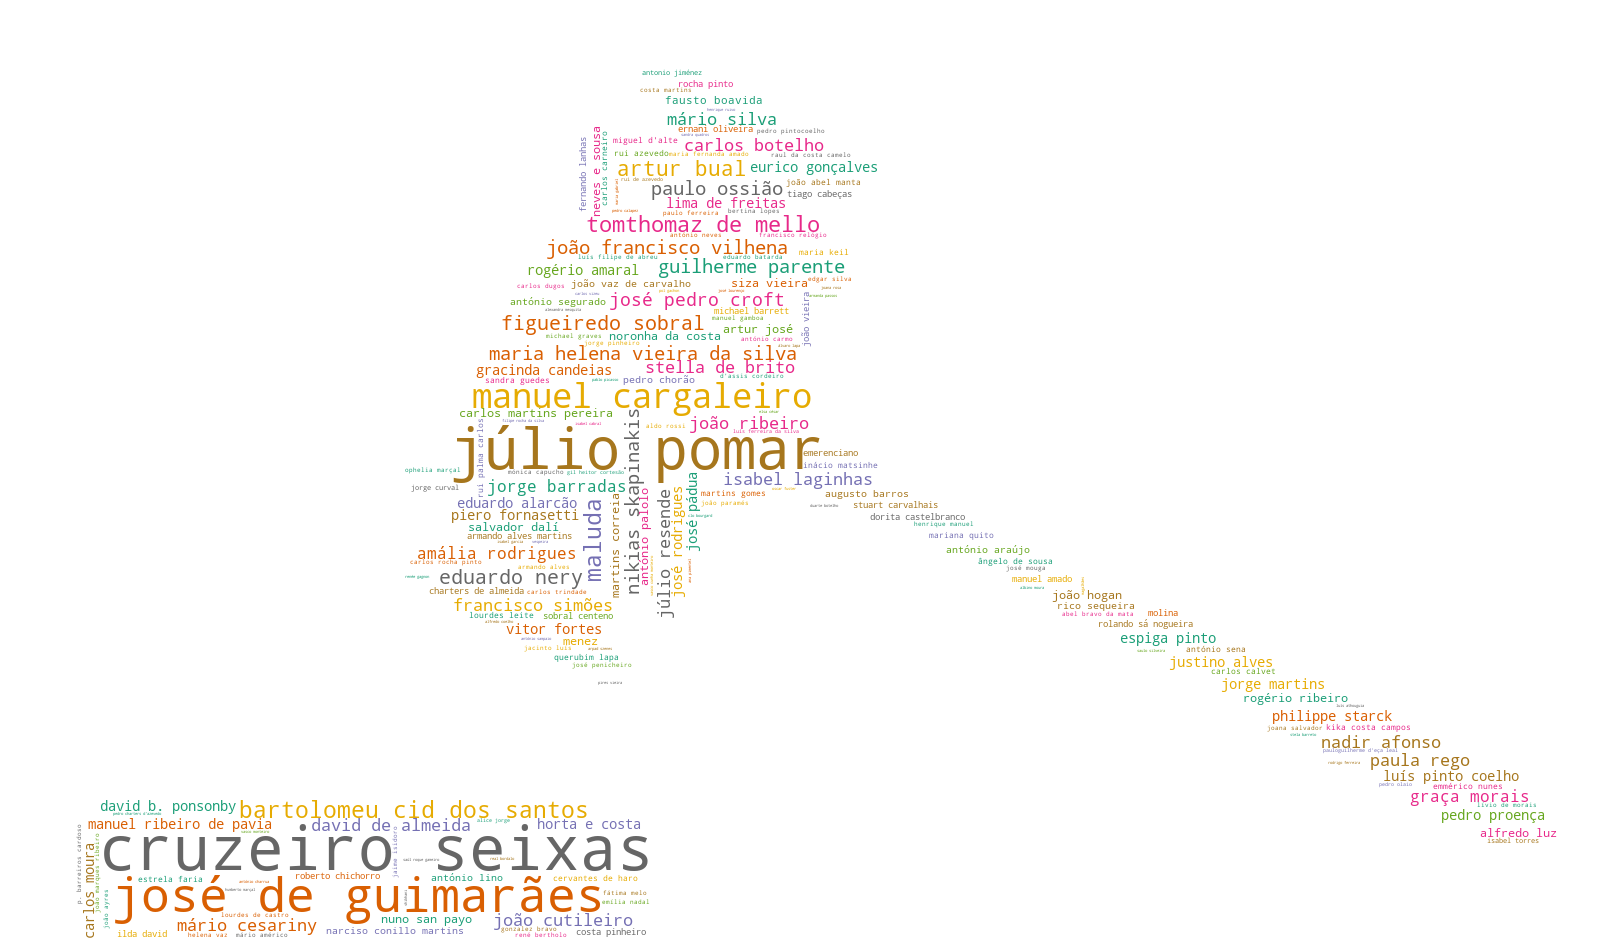 antonio jiménez
rocha pinto
costa martins
fausto boavida
mário silva
ernani oliveira
pedro pintocoelho
fernando lanhas
neves e sousa
carlos carneiro
miguel d'alte
carlos botelho
rui azevedo
maria fernanda amado
raul da costa camelo
artur bual
eurico gonçalves
rui de azevedo
paulo ossião
joão abel manta
tiago cabeças
lima de freitas
paulo ferreira
bertina lopes
tomthomaz de mello
antónio neves
francisco relógio
joão francisco vilhena
maria keil
luís filipe de abreu
eduardo batarda
rogério amaral
guilherme parente
carlos dugos
joão vaz de carvalho
siza vieira
edgar silva
antónio segurado
josé pedro croft
joão vieira
michael barrett
manuel gamboa
figueiredo sobral
artur josé
michael graves
noronha da costa
antónio carmo
jorge pinheiro
maria helena vieira da silva
gracinda candeias
stella de brito
d'assis cordeiro
sandra guedes
pablo picasso
pedro chorão
manuel cargaleiro
carlos martins pereira
rui palma carlos
aldo rossi
joão ribeiro
luís ferreira da silva
júlio pomar
nikias skapinakis
emerenciano
inácio matsinhe
ophelia marçal
mónica capucho
gil heitor cortesão
isabel laginhas
jorge curval
jorge barradas
martins gomes
augusto barros
eduardo alarcão
maluda
martins correia
antónio palolo
júlio resende
josé rodrigues
josé pádua
joão paramés
duarte botelho
stuart carvalhais
piero fornasetti
dorita castelbranco
salvador dalí
henrique manuel
armando alves martins
mariana quito
amália rodrigues
antónio araújo
carlos rocha pinto
ângelo de sousa
armando alves
josé mouga
eduardo nery
manuel amado
charters de almeida
carlos trindade
joão hogan
francisco simões
rico sequeira
lourdes leite
sobral centeno
abel bravo da mata
molina
vitor fortes
rolando sá nogueira
menez
espiga pinto
jacinto luís
antónio sena
querubim lapa
justino alves
josé penicheiro
carlos calvet
jorge martins
rogério ribeiro
philippe starck
joana salvador
kika costa campos
nadir afonso
paula rego
luís pinto coelho
pedro olaio
emmérico nunes
graça morais
lívio de morais
pedro proença
alfredo luz
isabel torres
david b. ponsonby
bartolomeu cid dos santos
manuel ribeiro de pavia
david de almeida
alice jorge
horta e costa
p. barreiros cardoso
carlos moura
joão marques ribeiro
cruzeiro seixas
jaime isidoro
estrela faria
roberto chichorro
antónio lino
cervantes de haro
joão ayres
josé de guimarães
fátima melo
emília nadal
lourdes de castro
mário cesariny
nuno san payo
joão cutileiro
ilda david
helena vaz
mário américo
narciso conillo martins
gonzalez bravo
rené bertholo
costa pinheiro